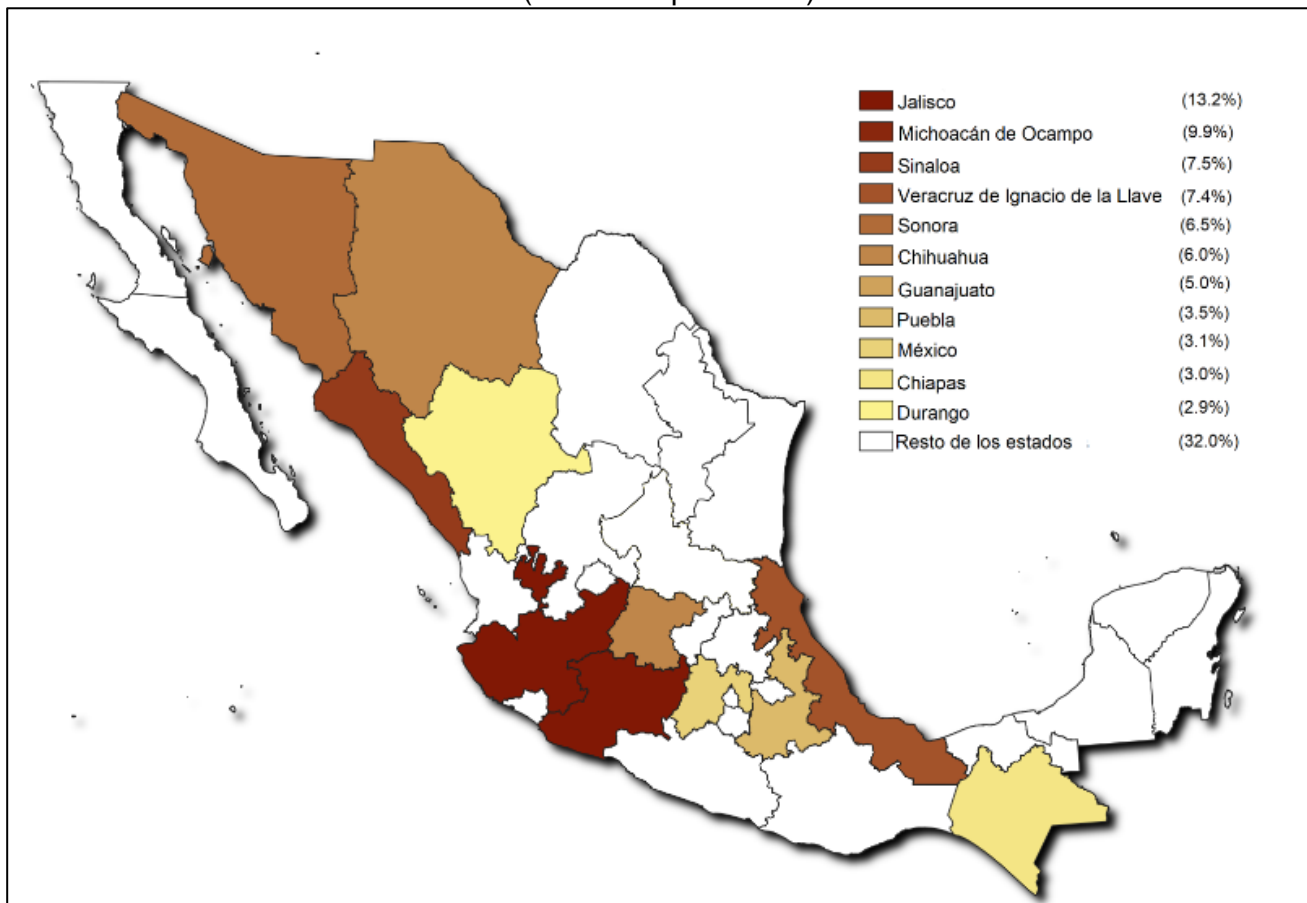 Jalisco (13.2%)
Michoacán de Ocampo (9.9%)
Sinaloa (7.5%)
Veracruz de Ignacio de la Llave (7.4%)
Sonora (6.5%)
Chihuahua (6.0%)
Guanajuato (5.0%)
Puebla (3.5%)
México (3.1%)
Chiapas (3.0%)
Durango (2.9%)
Resto de los estados (32.0%)